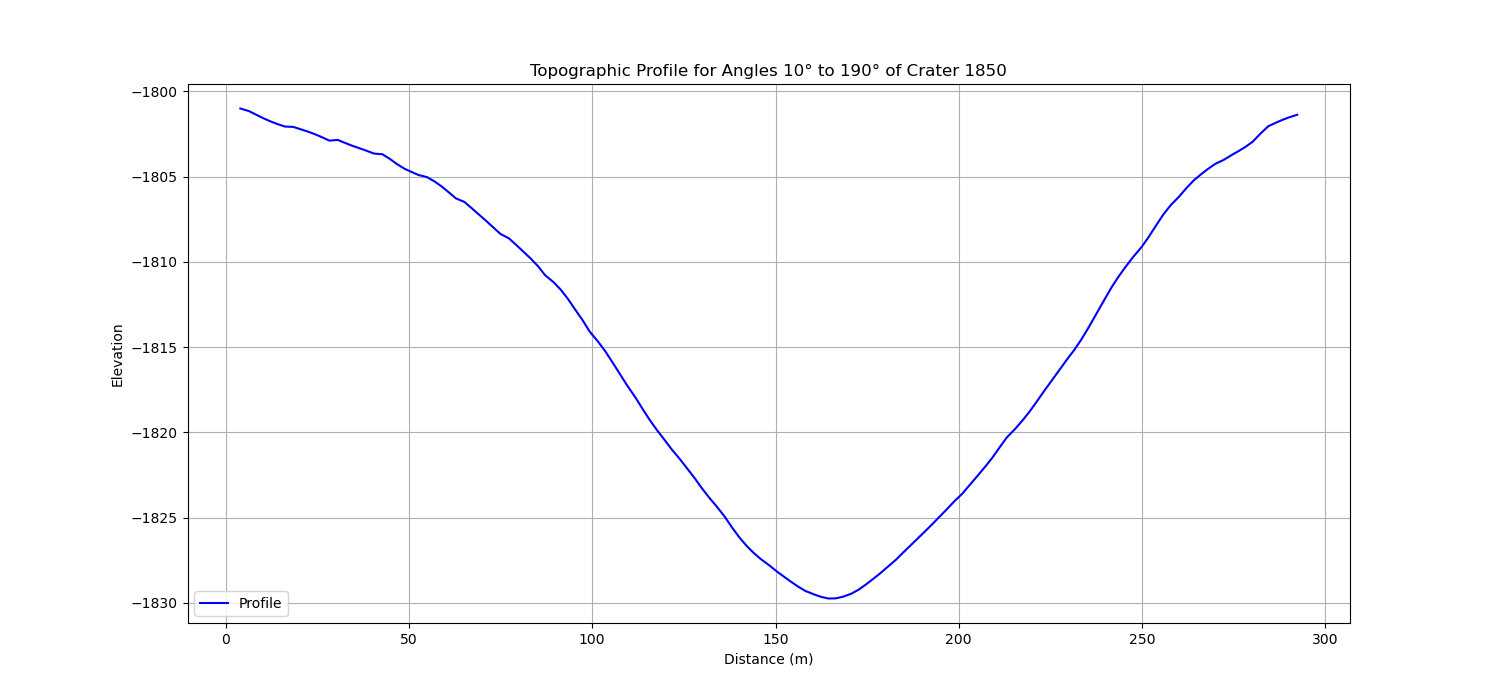 Topographic Profile for Angles 10° to 190° of Crater 1850
−1800
−1805
−1810
−1815
−1820
−1825
−1830
Elevation
Profile
0 50 100 150 200 250 300
Distance (m)